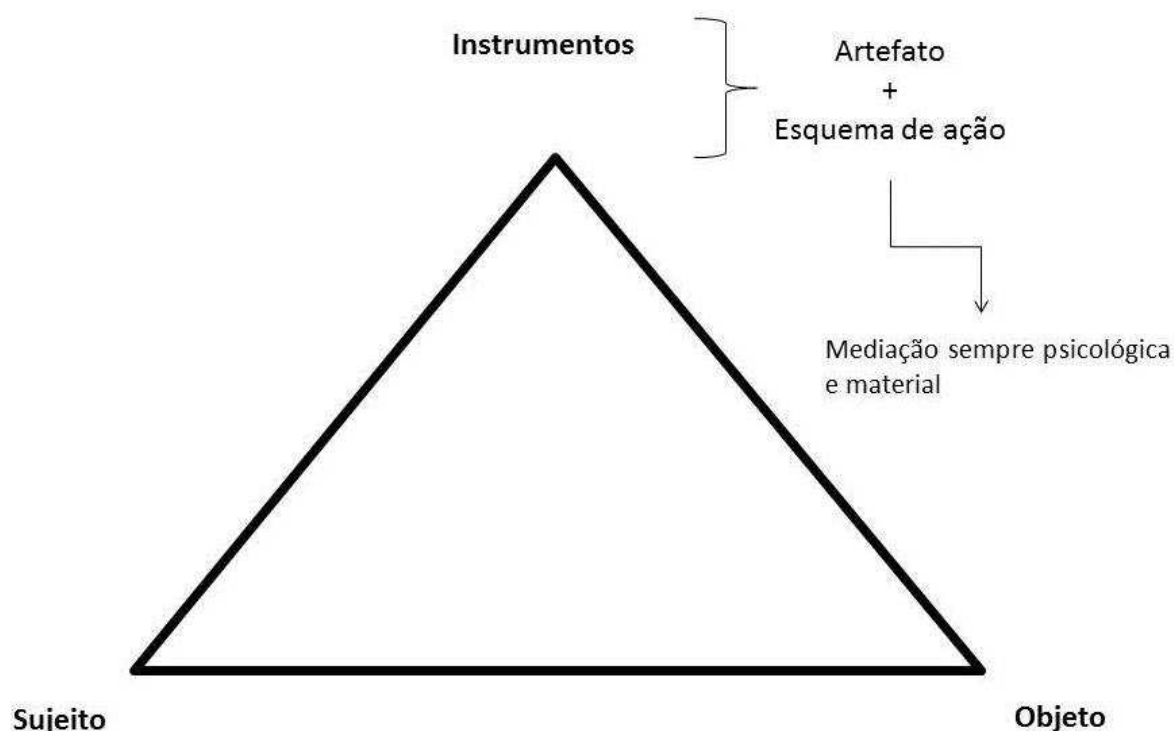 Instrumentos
Artefato
+
Esquema de ação
Mediação sempre psicológica
e material
Sujeito
Objeto